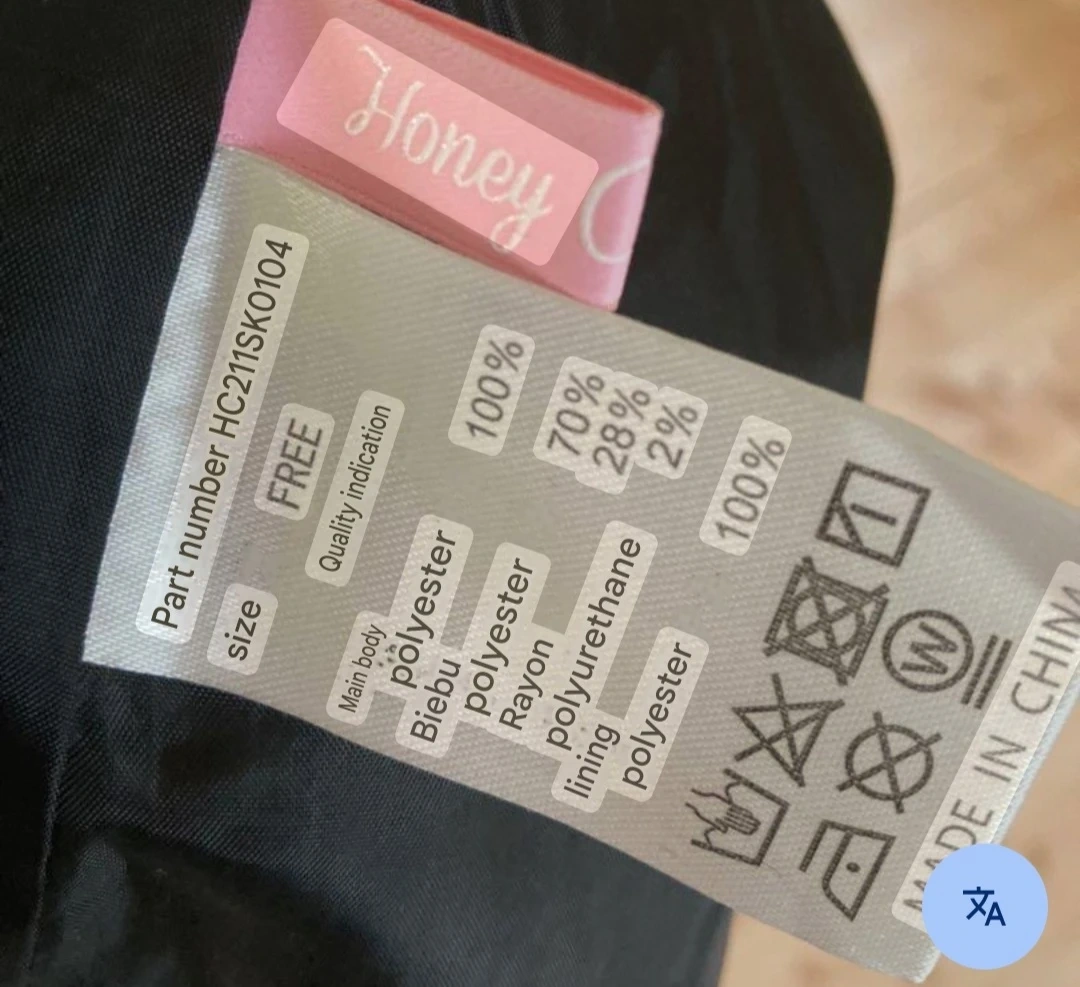 Honey C
Part number HC211SK0104
size FREE
Quality indication
Main body
polyester 100%
Biebu
polyester 70%
Rayon 28%
polyurethane 2%
lining
polyester 100%
W
MADE IN CHINA